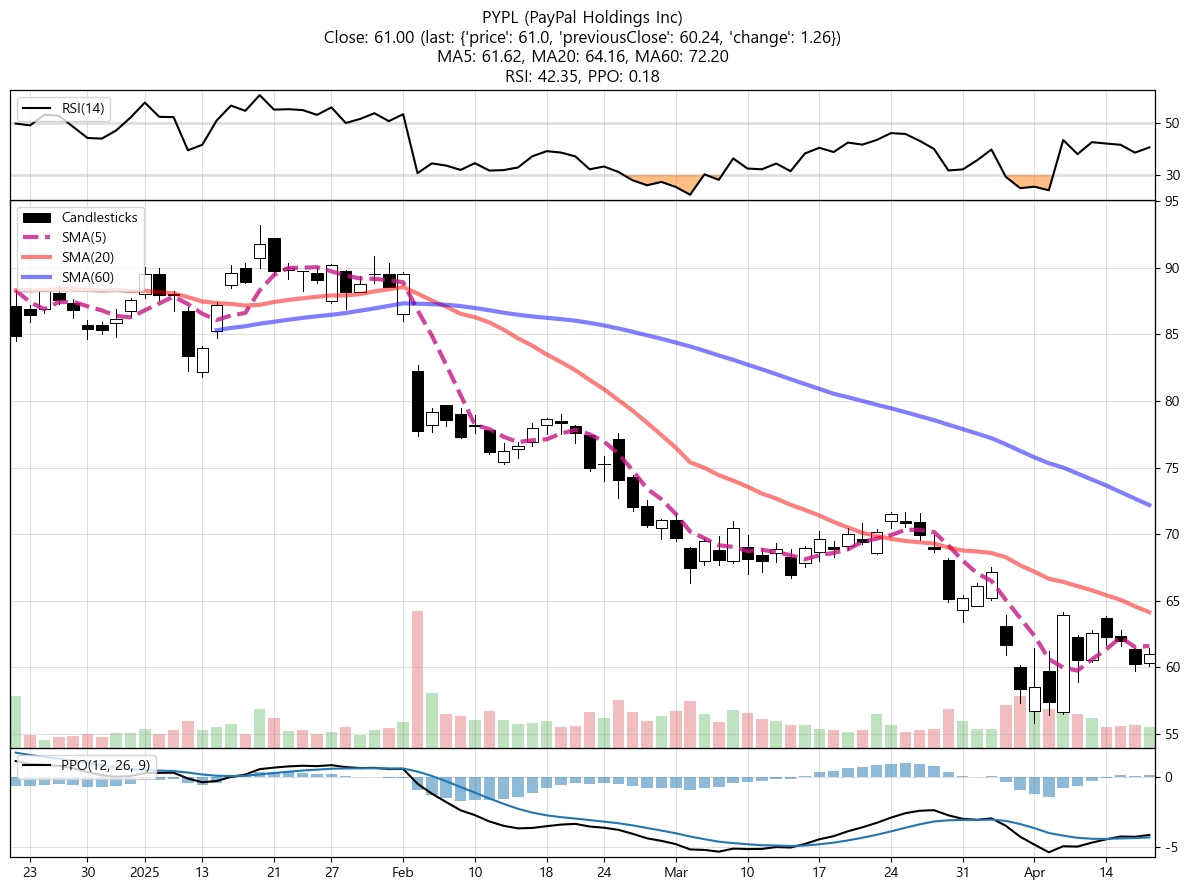 PYPL (PayPal Holdings Inc)
Close: 61.00 (last: {'price': 61.0, 'previousClose': 60.24, 'change': 1.26})
MA5: 61.62, MA20: 64.16, MA60: 72.20
RSI: 42.35, PPO: 0.18
RSI(14)
50
30
Candlesticks
SMA(5)
SMA(20)
SMA(60)
95
90
85
80
75
70
65
60
55
PPO(12, 26, 9)
0
-5
23 30 2025 13 21 27 Feb 10 18 24 Mar 10 17 24 31 Apr 14